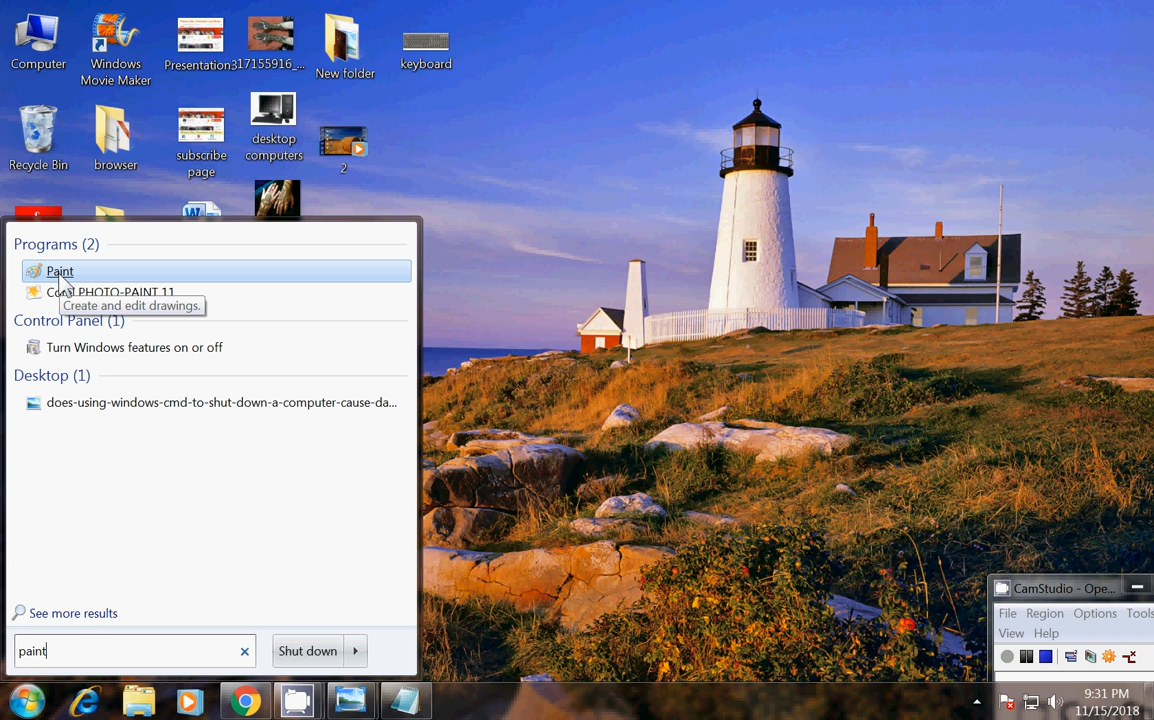 Computer
Windows
Movie Maker
Presentation3
17155916_...
New folder
keyboard
Recycle Bin
browser
subscribe
page
desktop
computers
2
Programs (2)
Paint
PHOTO-PAINT 11
Create and edit drawings.
Control Panel (1)
Turn Windows features on or off
Desktop (1)
does-using-windows-cmd-to-shut-down-a-computer-cause-da...
See more results
paint
Shut down
CamStudio - Ope...
File Region Options Tools
View Help
9:31 PM
11/15/2018